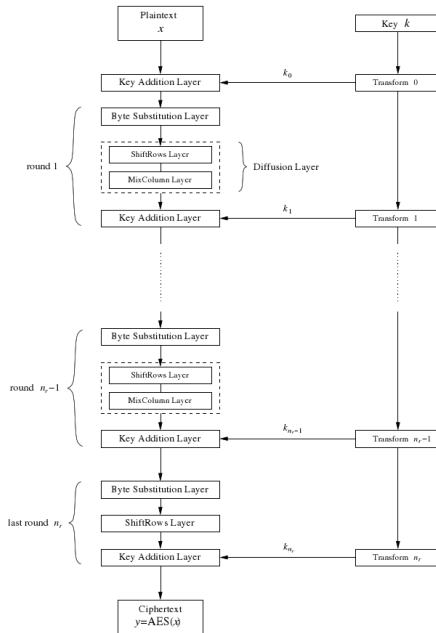 Plaintext
x
Key k
k₀
Key Addition Layer
Transform 0
Byte Substitution Layer
round 1
ShiftRows Layer
MixColumn Layer
Diffusion Layer
k₁
Key Addition Layer
Transform 1
Byte Substitution Layer
round nᵣ−1
ShiftRows Layer
MixColumn Layer
kₙᵣ₋₁
Key Addition Layer
Transform nᵣ−1
Byte Substitution Layer
last round nᵣ
ShiftRows Layer
kₙᵣ
Key Addition Layer
Transform nᵣ
Ciphertext
y=AES(x)